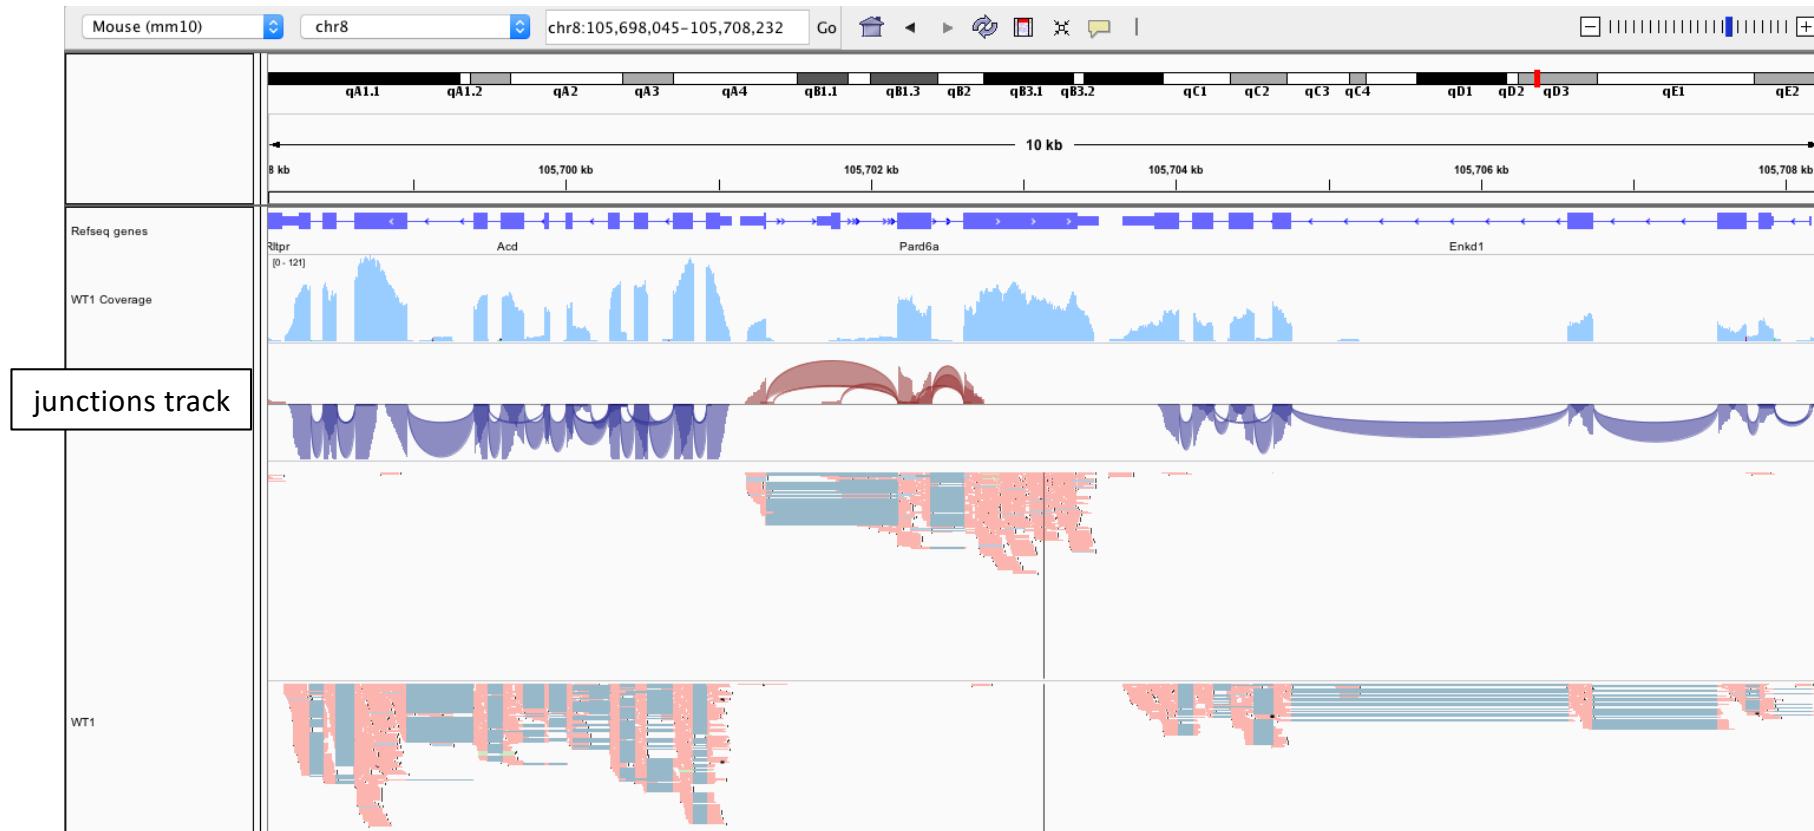 Mouse (mm10) chr8 chr8:105,698,045-105,708,232 Go
qA1.1 qA1.2 qA2 qA3 qA4 qB1.1 qB1.3 qB2 qB3.1 qB3.2 qC1 qC2 qC3 qC4 qD1 qD2 qD3 qE1 qE2
10 kb
8 kb 105,700 kb 105,702 kb 105,704 kb 105,706 kb 105,708 kb
Refseq genes
Rltpr Acd Pard6a Enkd1
[0 - 121]
WT1 Coverage
junctions track
WT1